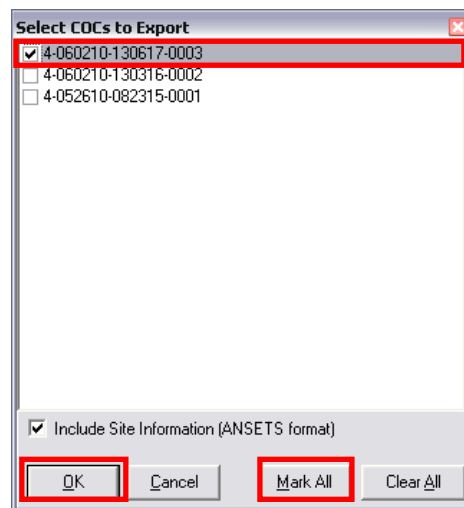 Select COCs to Export
4-060210-130617-0003
4-060210-130316-0002
4-052610-082315-0001
Include Site Information (ANSETS format)
OK Cancel Mark All Clear All